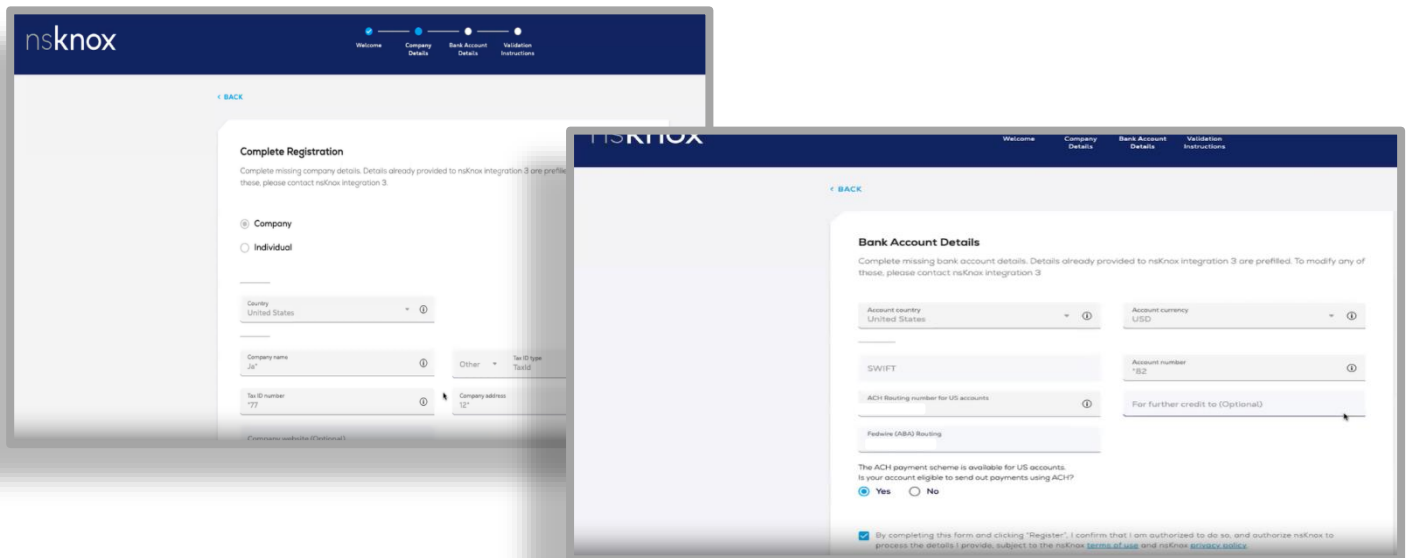 nsknox
Welcome
Company Details
Bank Account Details
Validation Instructions
< BACK
Complete Registration
Complete missing company details. Details already provided to nsKnox integration 3 are prefille
these, please contact nsKnox integration 3.
Company
Individual
Country
United States
Company name
Ja*
Other
Tax ID type
TaxId
Tax ID number
*77
Company address
12*
Company website (Optional)
nsknox
Welcome
Company Details
Bank Account Details
Validation Instructions
< BACK
Bank Account Details
Complete missing bank account details. Details already provided to nsKnox integration 3 are prefilled. To modify any of
these, please contact nsKnox integration 3
Account country
United States
Account currency
USD
SWIFT
Account number
*82
ACH Routing number for US accounts
For further credit to (Optional)
Fedwire (ABA) Routing
The ACH payment scheme is available for US accounts.
Is your account eligible to send out payments using ACH?
Yes
No
By completing this form and clicking "Register", I confirm that I am authorized to do so, and authorize nsKnox to
process the details I provide, subject to the nsKnox terms of use and nsKnox privacy policy